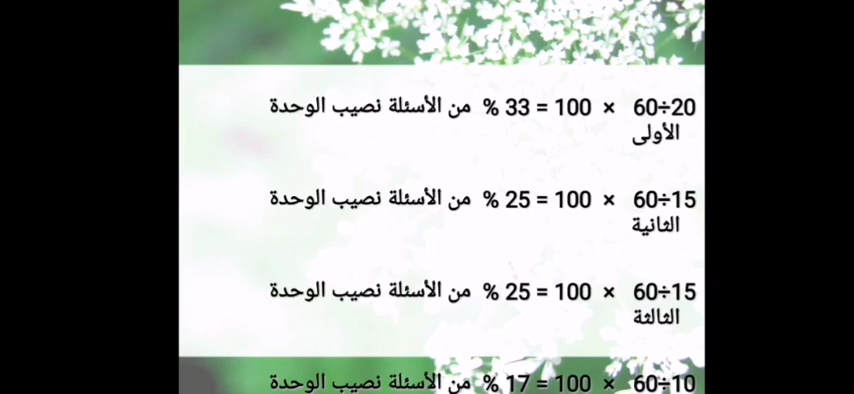 20÷60 × 100 = 33 % من الأسئلة نصيب الوحدة
الأولى
15÷60 × 100 = 25 % من الأسئلة نصيب الوحدة
الثانية
15÷60 × 100 = 25 % من الأسئلة نصيب الوحدة
الثالثة
10÷60 × 100 = 17 % من الأسئلة نصيب الوحدة